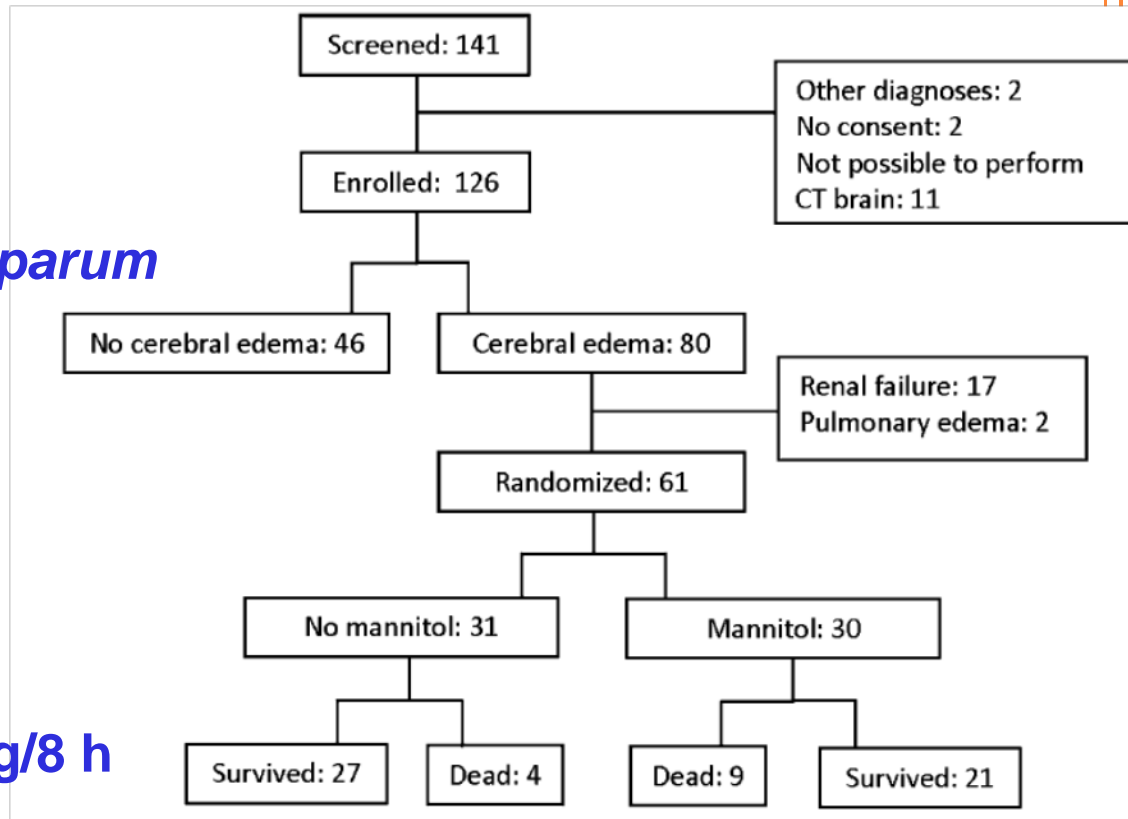 Screened: 141
Other diagnoses: 2
No consent: 2
Not possible to perform
CT brain: 11
Enrolled: 126
parum
No cerebral edema: 46
Cerebral edema: 80
Renal failure: 17
Pulmonary edema: 2
Randomized: 61
No mannitol: 31
Mannitol: 30
g/8 h
Survived: 27
Dead: 4
Dead: 9
Survived: 21